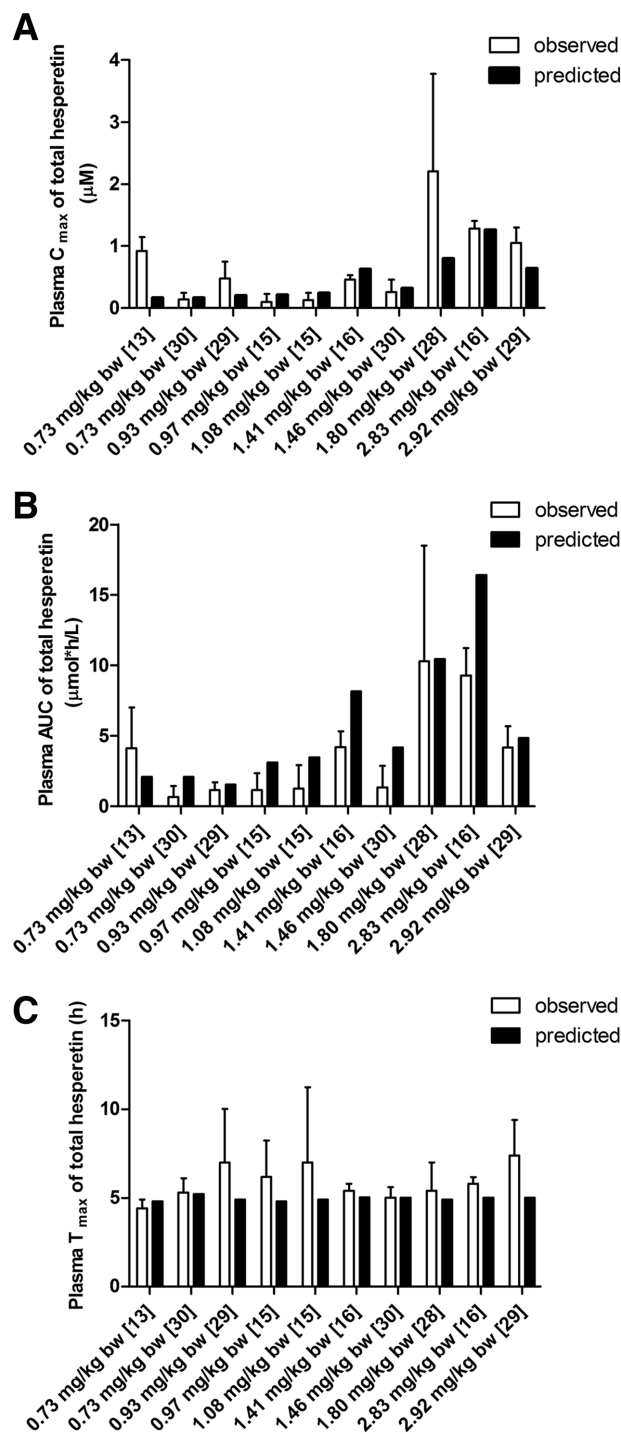 A
observed
predicted
Plasma C max of total hesperetin
(μM)
4
3
2
1
0
0.73 mg/kg bw [13]
0.73 mg/kg bw [30]
0.93 mg/kg bw [29]
0.97 mg/kg bw [15]
1.08 mg/kg bw [15]
1.41 mg/kg bw [16]
1.46 mg/kg bw [30]
1.80 mg/kg bw [28]
2.83 mg/kg bw [16]
2.92 mg/kg bw [29]
B
observed
predicted
Plasma AUC of total hesperetin
(μmol*h/L)
20
15
10
5
0
0.73 mg/kg bw [13]
0.73 mg/kg bw [30]
0.93 mg/kg bw [29]
0.97 mg/kg bw [15]
1.08 mg/kg bw [15]
1.41 mg/kg bw [16]
1.46 mg/kg bw [30]
1.80 mg/kg bw [28]
2.83 mg/kg bw [16]
2.92 mg/kg bw [29]
C
observed
predicted
Plasma T max of total hesperetin (h)
15
10
5
0
0.73 mg/kg bw [13]
0.73 mg/kg bw [30]
0.93 mg/kg bw [29]
0.97 mg/kg bw [15]
1.08 mg/kg bw [15]
1.41 mg/kg bw [16]
1.46 mg/kg bw [30]
1.80 mg/kg bw [28]
2.83 mg/kg bw [16]
2.92 mg/kg bw [29]